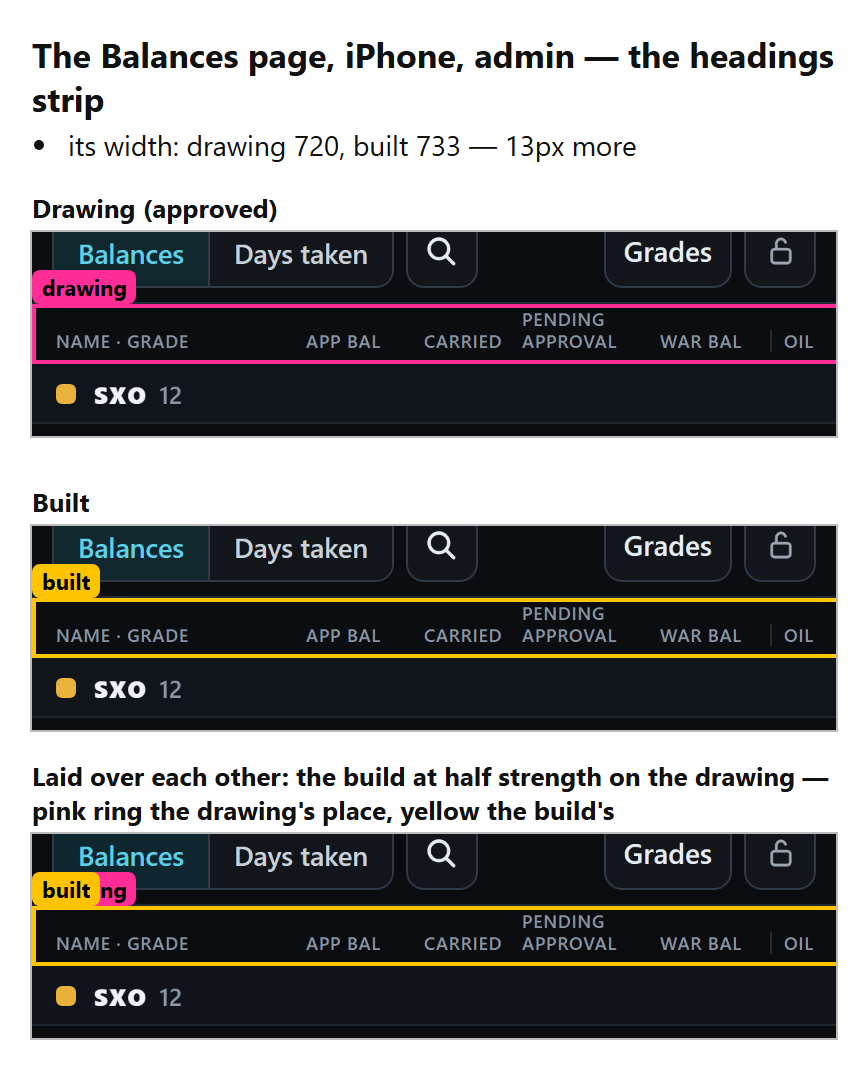 The Balances page, iPhone, admin — the headings
strip
• its width: drawing 720, built 733 — 13px more
Drawing (approved)
Balances Days taken Grades
drawing
PENDING
NAME · GRADE APP BAL CARRIED APPROVAL WAR BAL OIL
SXO 12
Built
Balances Days taken Grades
built
PENDING
NAME · GRADE APP BAL CARRIED APPROVAL WAR BAL OIL
SXO 12
Laid over each other: the build at half strength on the drawing —
pink ring the drawing's place, yellow the build's
Balances Days taken Grades
built ng
PENDING
NAME · GRADE APP BAL CARRIED APPROVAL WAR BAL OIL
SXO 12